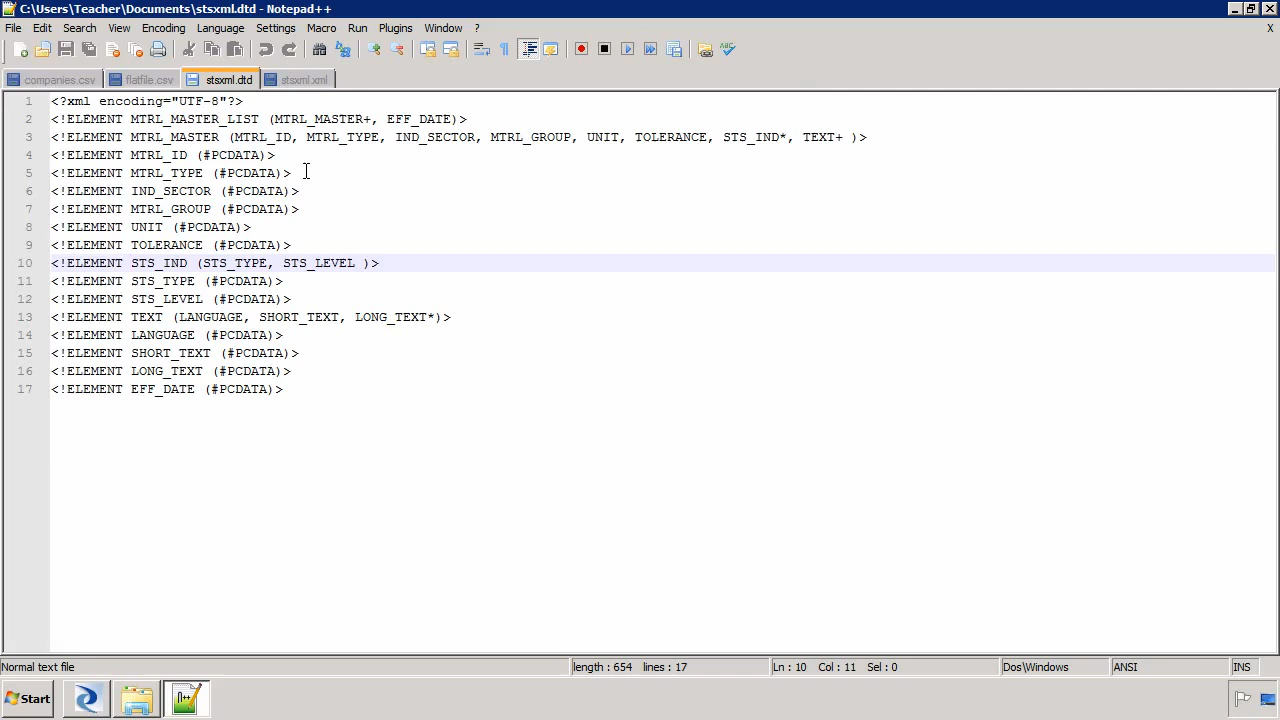 C:\Users\Teacher\Documents\stsxml.dtd - Notepad++
File Edit Search View Encoding Language Settings Macro Run Plugins Window ? X
companies.csv flatfile.csv stsxml.dtd stsxml.xml
1 <?xml encoding="UTF-8"?>
2 <!ELEMENT MTRL_MASTER_LIST (MTRL_MASTER+, EFF_DATE)>
3 <!ELEMENT MTRL_MASTER (MTRL_ID, MTRL_TYPE, IND_SECTOR, MTRL_GROUP, UNIT, TOLERANCE, STS_IND*, TEXT+ )>
4 <!ELEMENT MTRL_ID (#PCDATA)>
5 <!ELEMENT MTRL_TYPE (#PCDATA)>
6 <!ELEMENT IND_SECTOR (#PCDATA)>
7 <!ELEMENT MTRL_GROUP (#PCDATA)>
8 <!ELEMENT UNIT (#PCDATA)>
9 <!ELEMENT TOLERANCE (#PCDATA)>
10 <!ELEMENT STS_IND (STS_TYPE, STS_LEVEL )>
11 <!ELEMENT STS_TYPE (#PCDATA)>
12 <!ELEMENT STS_LEVEL (#PCDATA)>
13 <!ELEMENT TEXT (LANGUAGE, SHORT_TEXT, LONG_TEXT*)>
14 <!ELEMENT LANGUAGE (#PCDATA)>
15 <!ELEMENT SHORT_TEXT (#PCDATA)>
16 <!ELEMENT LONG_TEXT (#PCDATA)>
17 <!ELEMENT EFF_DATE (#PCDATA)>
Normal text file length : 654 lines : 17 Ln : 10 Col : 11 Sel : 0 Dos\Windows ANSI INS
Start